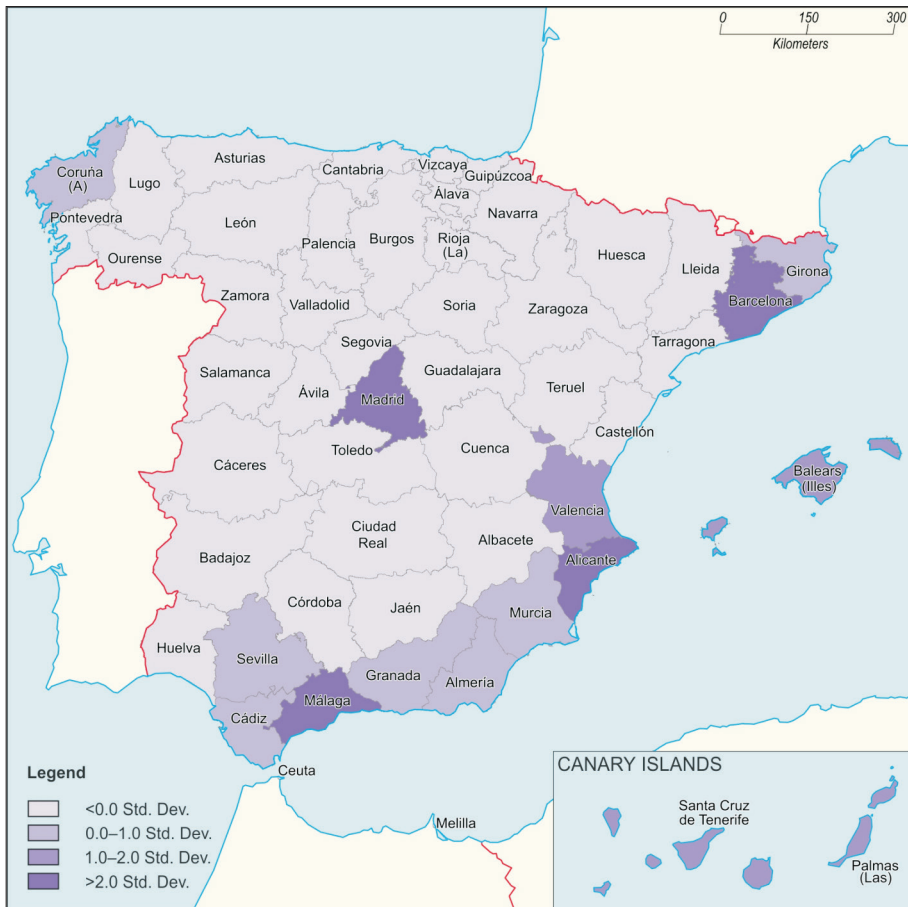 0 150 300
Kilometers
Asturias
Cantabria
Vizcaya
Guipúzcoa
Coruña
(A)
Lugo
Álava
Navarra
Pontevedra
León
Palencia
Burgos
Rioja
(La)
Huesca
Ourense
Lleida
Girona
Zamora
Valladolid
Soria
Zaragoza
Barcelona
Segovia
Tarragona
Salamanca
Ávila
Madrid
Guadalajara
Teruel
Castellón
Toledo
Cuenca
Cáceres
Balears
(Illes)
Valencia
Ciudad
Real
Albacete
Badajoz
Alicante
Córdoba
Jaén
Murcia
Huelva
Sevilla
Granada
Almería
Málaga
Cádiz
Ceuta
Melilla
Legend
<0.0 Std. Dev.
0.0–1.0 Std. Dev.
1.0–2.0 Std. Dev.
>2.0 Std. Dev.
CANARY ISLANDS
Santa Cruz
de Tenerife
Palmas
(Las)